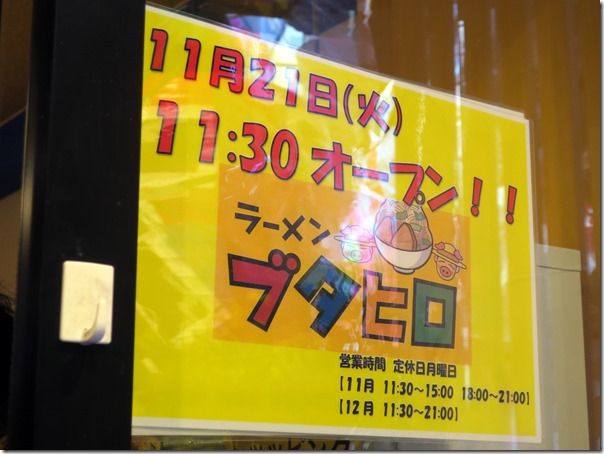 11月21日(火)
11:30 オープン！！
ラーメン
ブタヒロ
営業時間 定休日月曜日
【11月 11:30～15:00 18:00～21:00】
【12月 11:30～21:00】